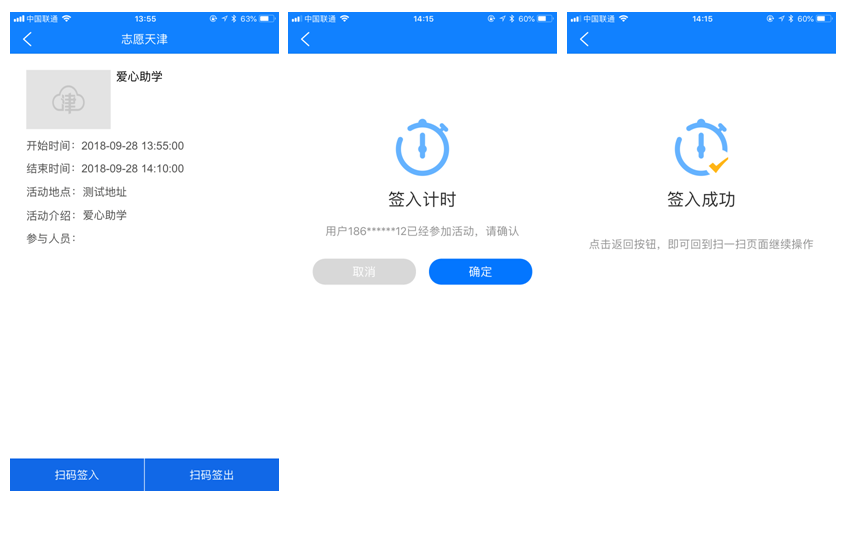 中国联通 13:55 63%
志愿天津
津
爱心助学
开始时间：2018-09-28 13:55:00
结束时间：2018-09-28 14:10:00
活动地点：测试地址
活动介绍：爱心助学
参与人员：
扫码签入 扫码签出
中国联通 14:15 60%
签入计时
用户186******12已经参加活动，请确认
取消 确定
中国联通 14:15 60%
签入成功
点击返回按钮，即可回到扫一扫页面继续操作